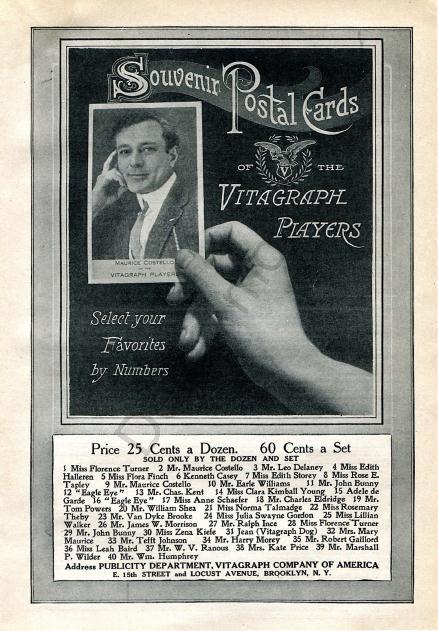 Souvenir
Postal Cards
OF THE
V
VITAGRAPH
PLAYERS
MAURICE COSTELLO
OF THE
VITAGRAPH PLAYERS
Select your
Favorites
by Numbers
Price 25 Cents a Dozen. 60 Cents a Set
SOLD ONLY BY THE DOZEN AND SET
1 Miss Florence Turner 2 Mr. Maurice Costello 3 Mr. Leo Delaney 4 Miss Edith
Halleren 5 Miss Flora Finch 6 Kenneth Casey 7 Miss Edith Storey 8 Miss Rose E.
Tapley 9 Mr. Maurice Costello 10 Mr. Earle Williams 11 Mr. John Bunny
12 "Eagle Eye" 13 Mr. Chas. Kent 14 Miss Clara Kimball Young 15 Adele de
Garde 16 "Eagle Eye" 17 Miss Anne Schaefer 18 Mr. Charles Eldridge 19 Mr.
Tom Powers 20 Mr. William Shea 21 Miss Norma Talmadge 22 Miss Rosemary
Theby 23 Mr. Van Dyke Brooke 24 Miss Julia Swayne Gordon 25 Miss Lillian
Walker 26 Mr. James W. Morrison 27 Mr. Ralph Ince 28 Miss Florence Turner
29 Mr. John Bunny 30 Miss Zena Kiefe 31 Jean (Vitagraph Dog) 32 Mrs. Mary
Maurice 33 Mr. Tefft Johnson 34 Mr. Harry Morey 35 Mr. Robert Gaillord
36 Miss Leah Baird 37 Mr. W. V. Ranous 38 Mrs. Kate Price 39 Mr. Marshall
P. Wilder 40 Mr. Wm. Humphrey
Address PUBLICITY DEPARTMENT, VITAGRAPH COMPANY OF AMERICA
E. 15th STREET and LOCUST AVENUE, BROOKLYN, N. Y.